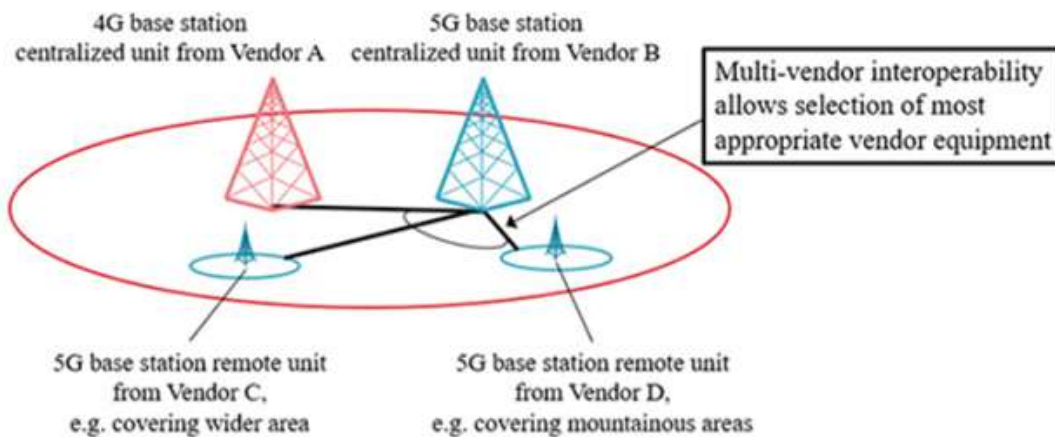 4G base station
centralized unit from Vendor A
5G base station
centralized unit from Vendor B
Multi-vendor interoperability
allows selection of most
appropriate vendor equipment
5G base station remote unit
from Vendor C,
e.g. covering wider area
5G base station remote unit
from Vendor D,
e.g. covering mountainous areas